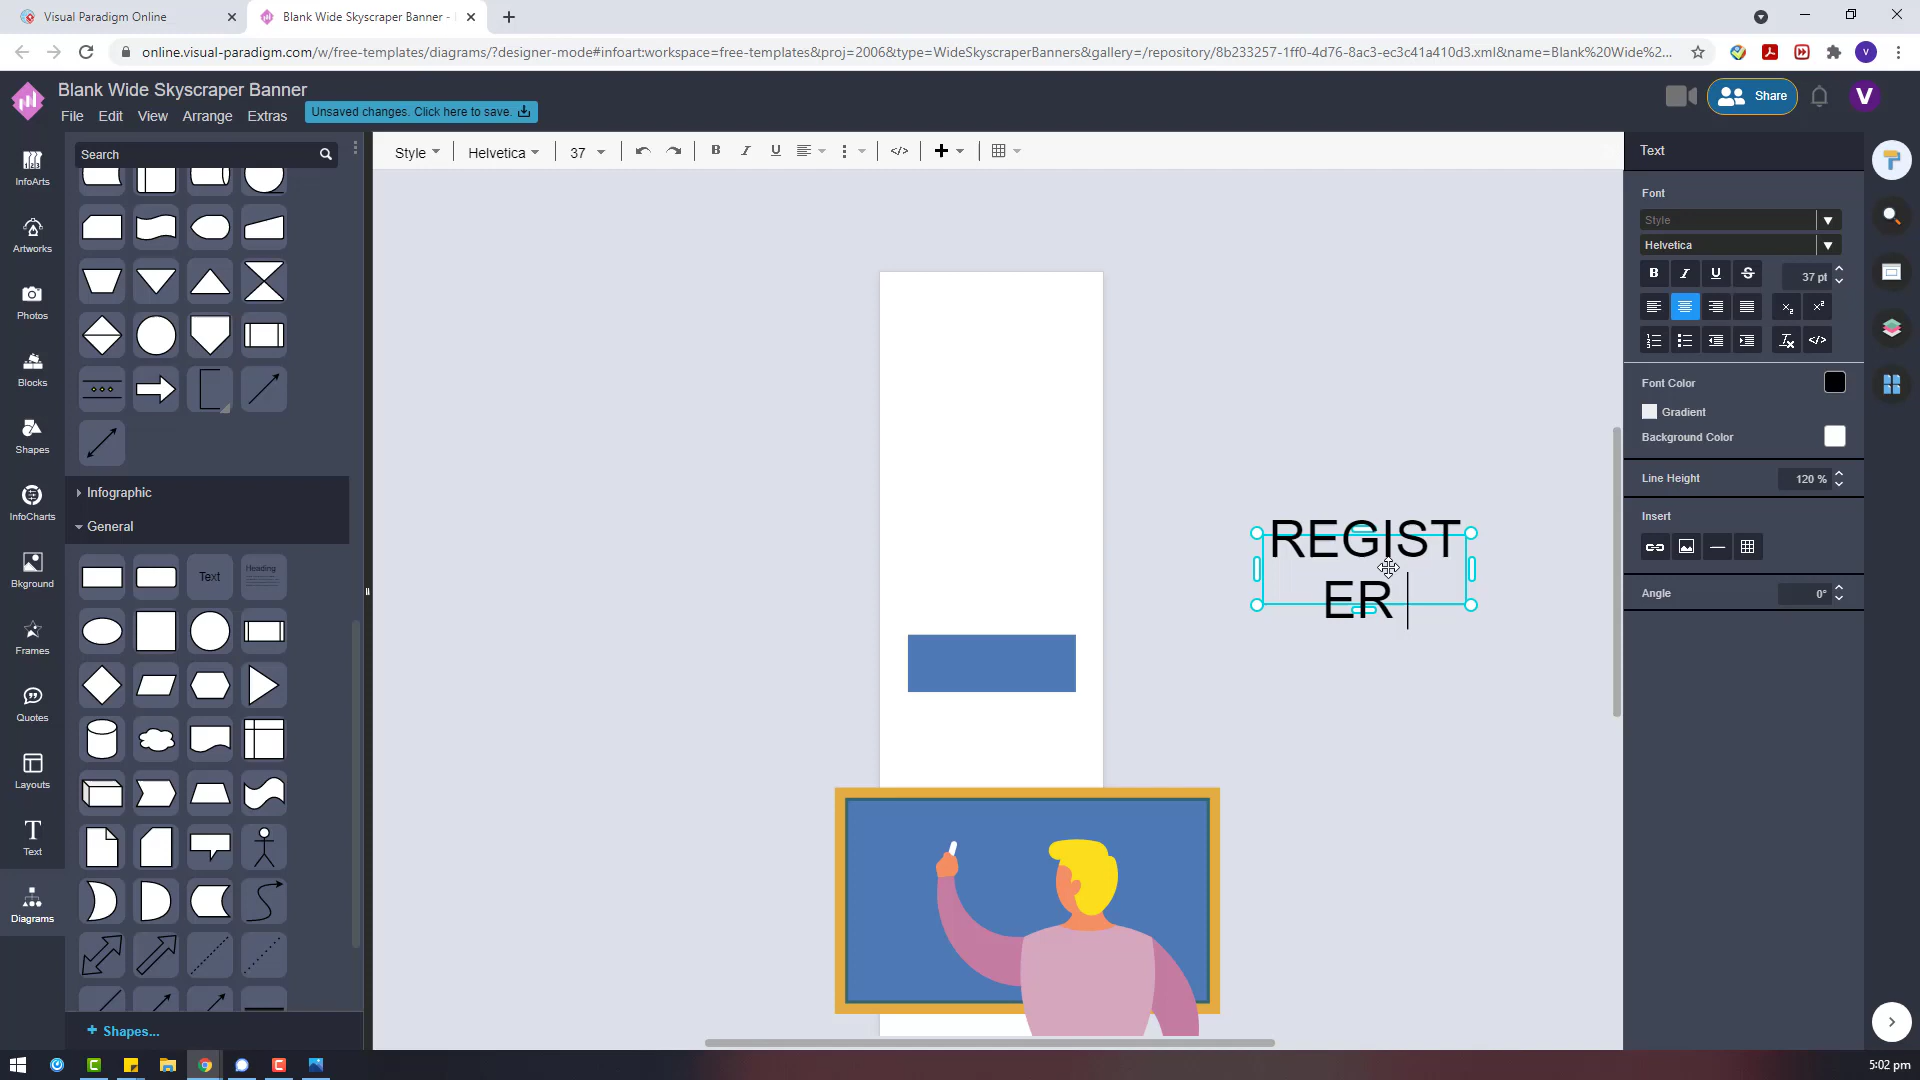 Visual Paradigm Online
Blank Wide Skyscraper Banner -
online.visual-paradigm.com/w/free-templates/diagrams/?designer-mode#infoart:workspace=free-templates&proj=2006&type=WideSkyscraperBanners&gallery=/repository/8b233257-1ff0-4d76-8ac3-ec3c41a410d3.xml&name=Blank%20Wide%2...
V
Blank Wide Skyscraper Banner
File Edit View Arrange Extras
Unsaved changes. Click here to save.
Share
V
Search
Style
Helvetica
37
B I U
</>
InfoArts
Artworks
Photos
Blocks
Shapes
InfoCharts
Bkground
Frames
Quotes
Layouts
Text
Diagrams
Infographic
General
Text
Heading
+ Shapes...
REGIST
ER
Text
Font
Style
Helvetica
B I U S
37 pt
</>
Font Color
Gradient
Background Color
Line Height
120 %
Insert
Angle
0°
5:02 pm